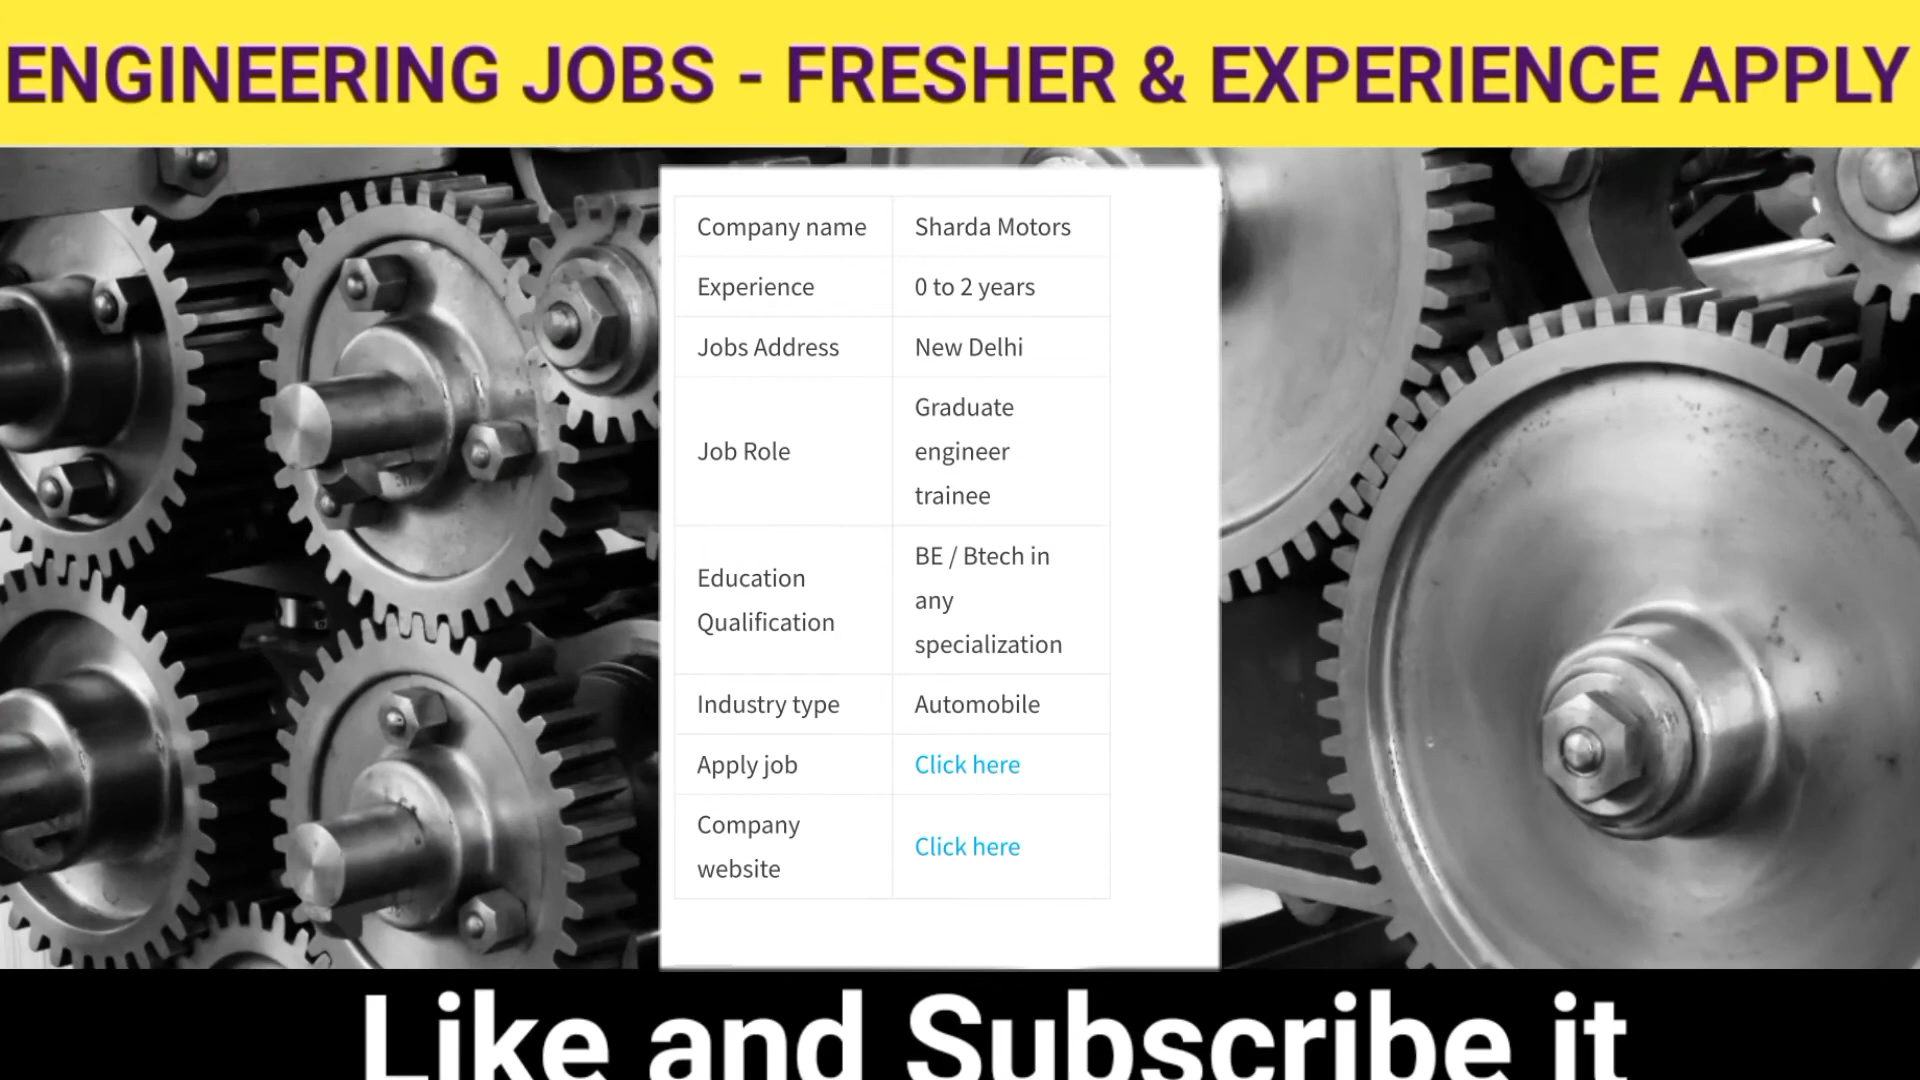 ENGINEERING JOBS - FRESHER & EXPERIENCE APPLY
Company name Sharda Motors
Experience 0 to 2 years
Jobs Address New Delhi
Job Role Graduate
engineer
trainee
Education
Qualification
BE / Btech in
any
specialization
Industry type Automobile
Apply job Click here
Company
website
Click here
Like and Subscribe it